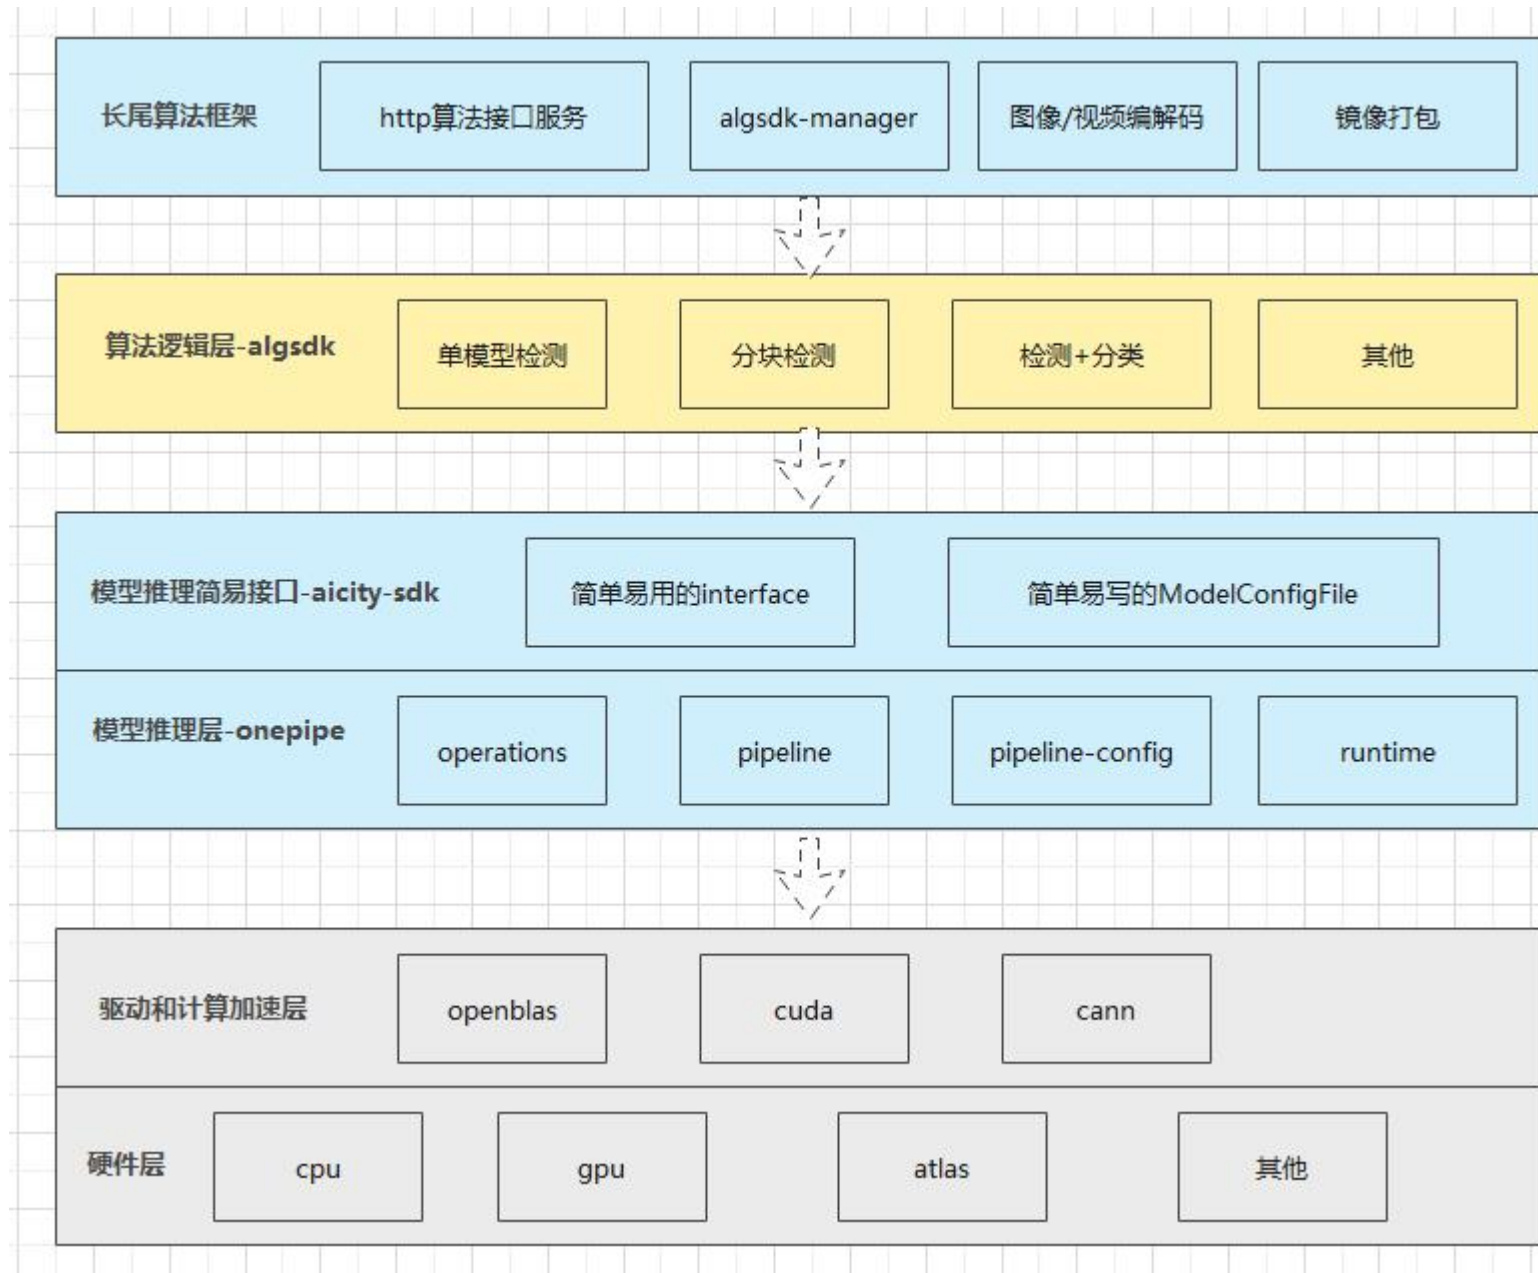 长尾算法框架
http算法接口服务
algsdk-manager
图像/视频编解码
镜像打包
算法逻辑层-algsdk
单模型检测
分块检测
检测+分类
其他
模型推理简易接口-aicity-sdk
简单易用的interface
简单易写的ModelConfigFile
模型推理层-onepipe
operations
pipeline
pipeline-config
runtime
驱动和计算加速层
openblas
cuda
cann
硬件层
cpu
gpu
atlas
其他